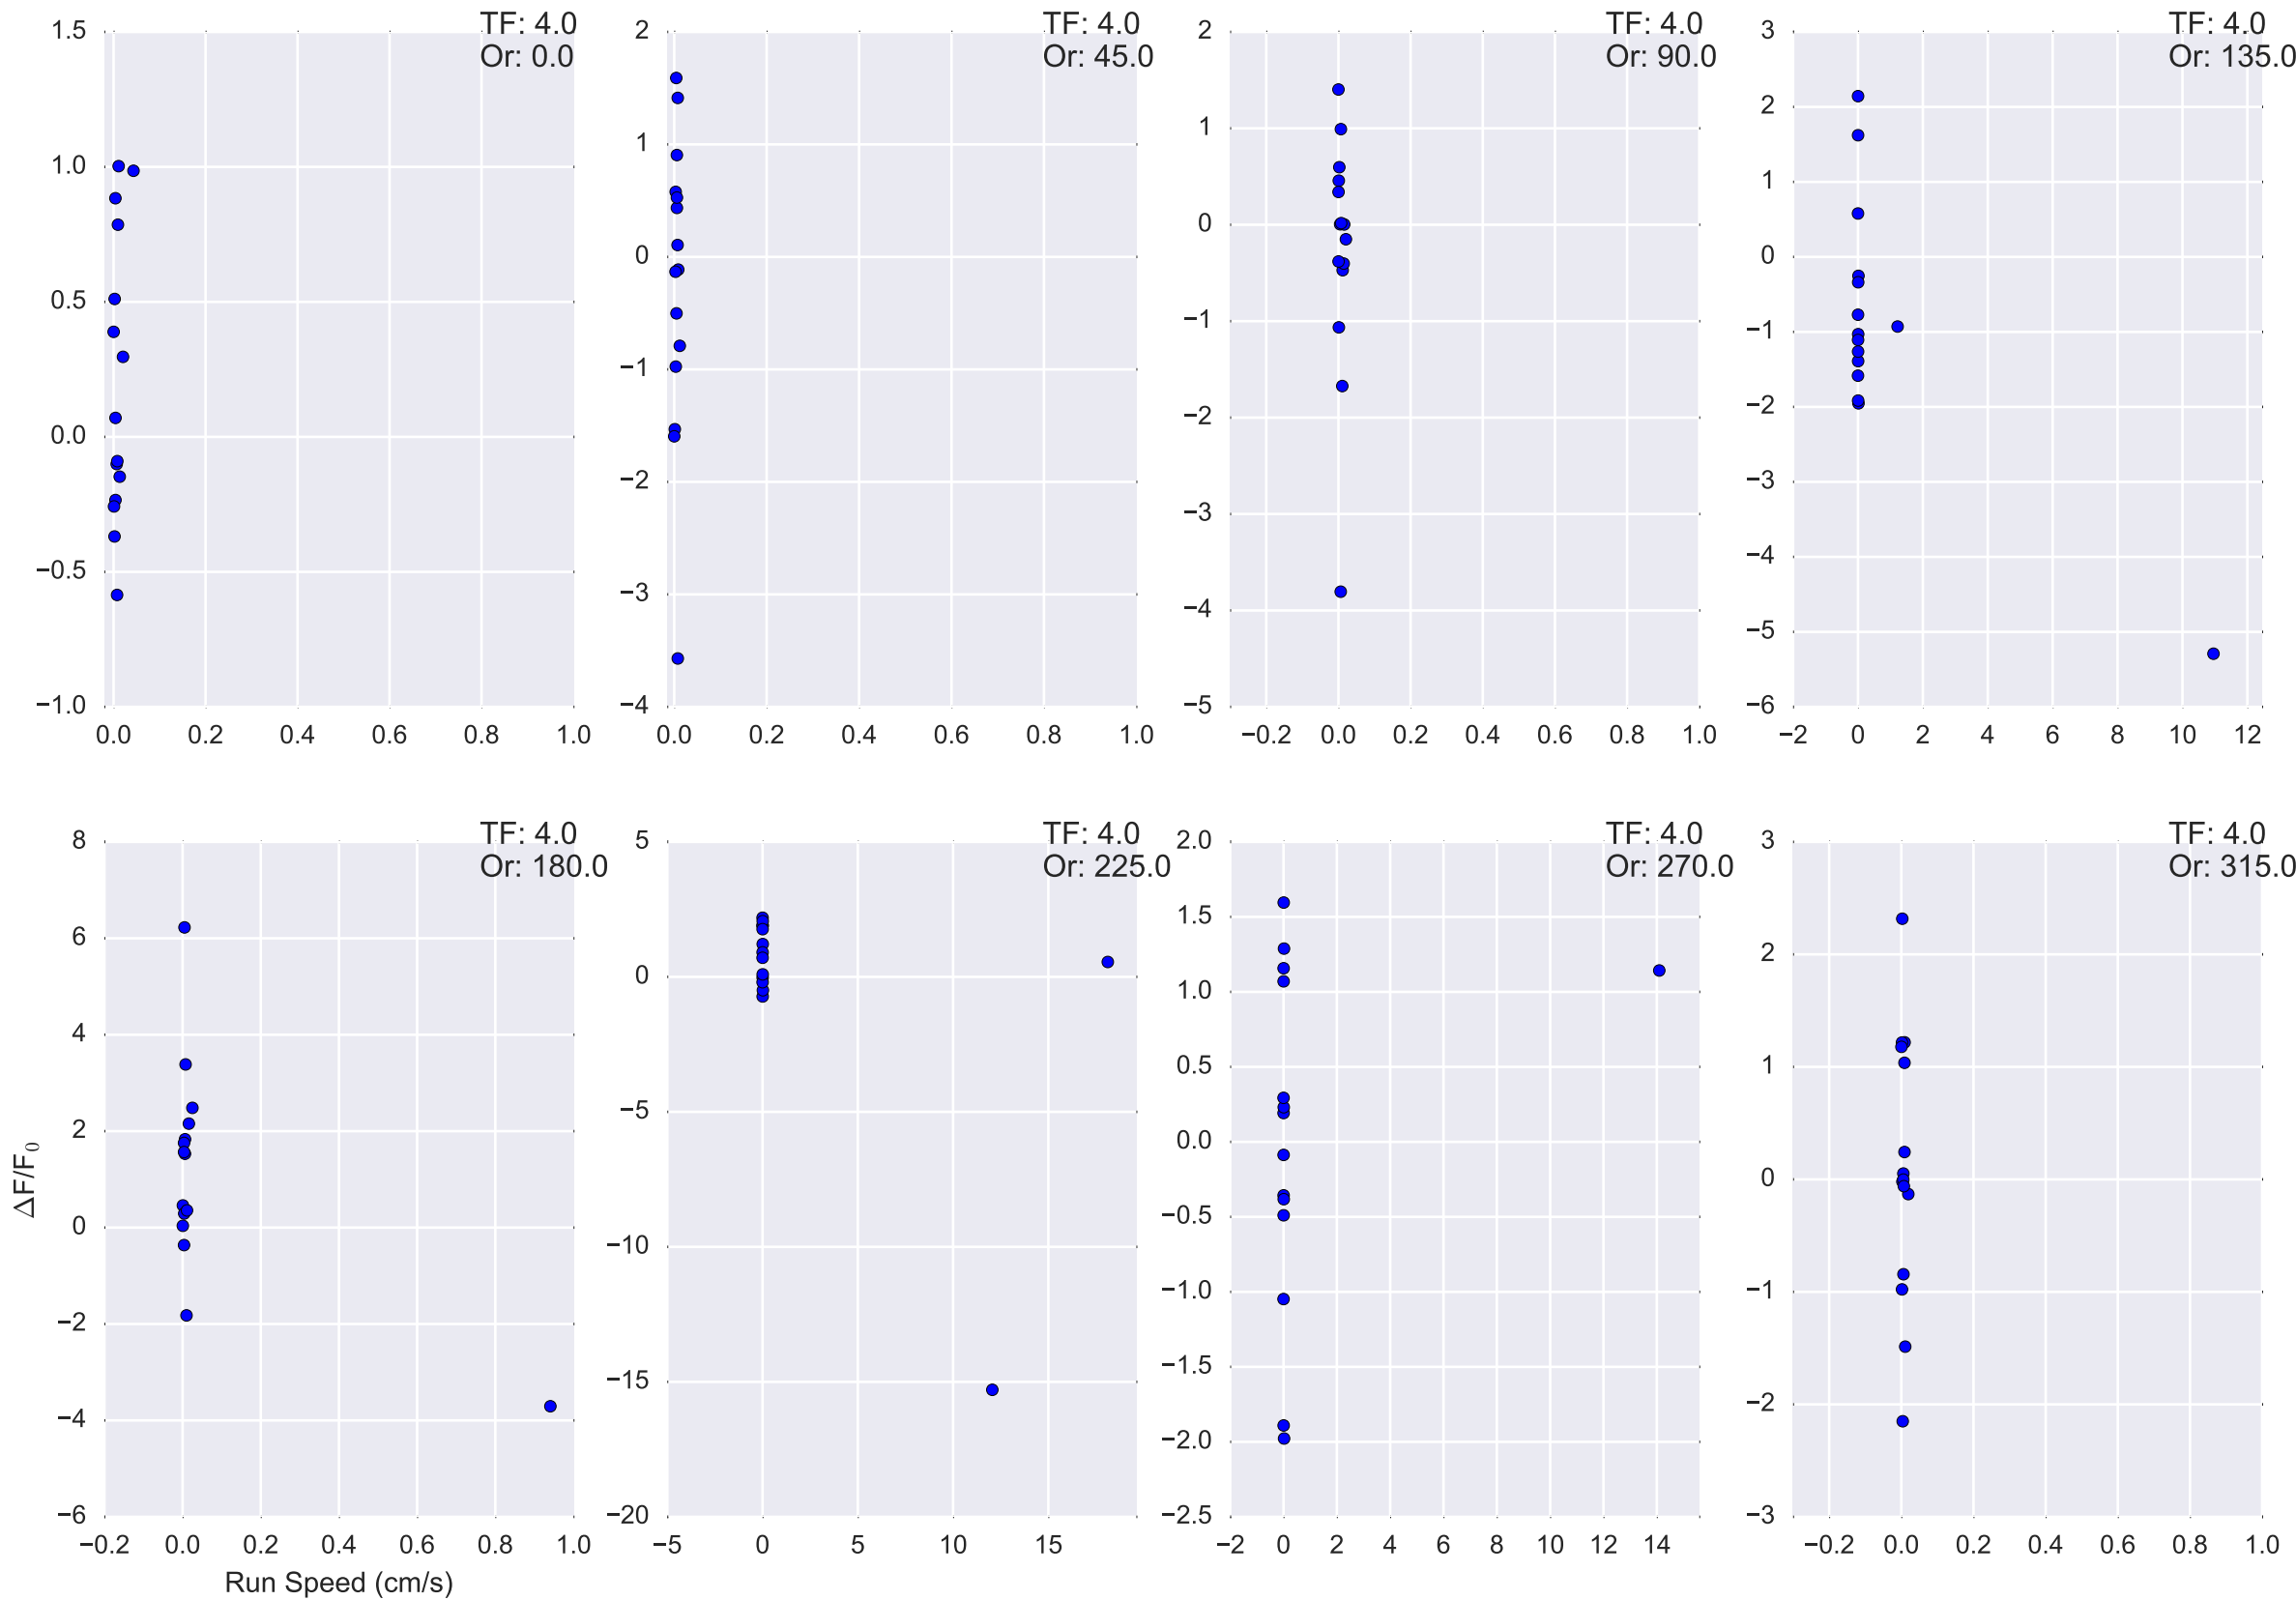 TF: 4.0
Or: 0.0
1.5
1.0
0.5
0.0
−0.5
−1.0
0.0 0.2 0.4 0.6 0.8 1.0
TF: 4.0
Or: 45.0
2
1
0
−1
−2
−3
−4
0.0 0.2 0.4 0.6 0.8 1.0
TF: 4.0
Or: 90.0
2
1
0
−1
−2
−3
−4
−5
−0.2 0.0 0.2 0.4 0.6 0.8 1.0
TF: 4.0
Or: 135.0
3
2
1
0
−1
−2
−3
−4
−5
−6
−2 0 2 4 6 8 10 12
TF: 4.0
Or: 180.0
8
6
4
2
0
−2
−4
−6
ΔF/F₀
−0.2 0.0 0.2 0.4 0.6 0.8 1.0
Run Speed (cm/s)
TF: 4.0
Or: 225.0
5
0
−5
−10
−15
−20
−5 0 5 10 15
TF: 4.0
Or: 270.0
2.0
1.5
1.0
0.5
0.0
−0.5
−1.0
−1.5
−2.0
−2.5
−2 0 2 4 6 8 10 12 14
TF: 4.0
Or: 315.0
3
2
1
0
−1
−2
−3
−0.2 0.0 0.2 0.4 0.6 0.8 1.0